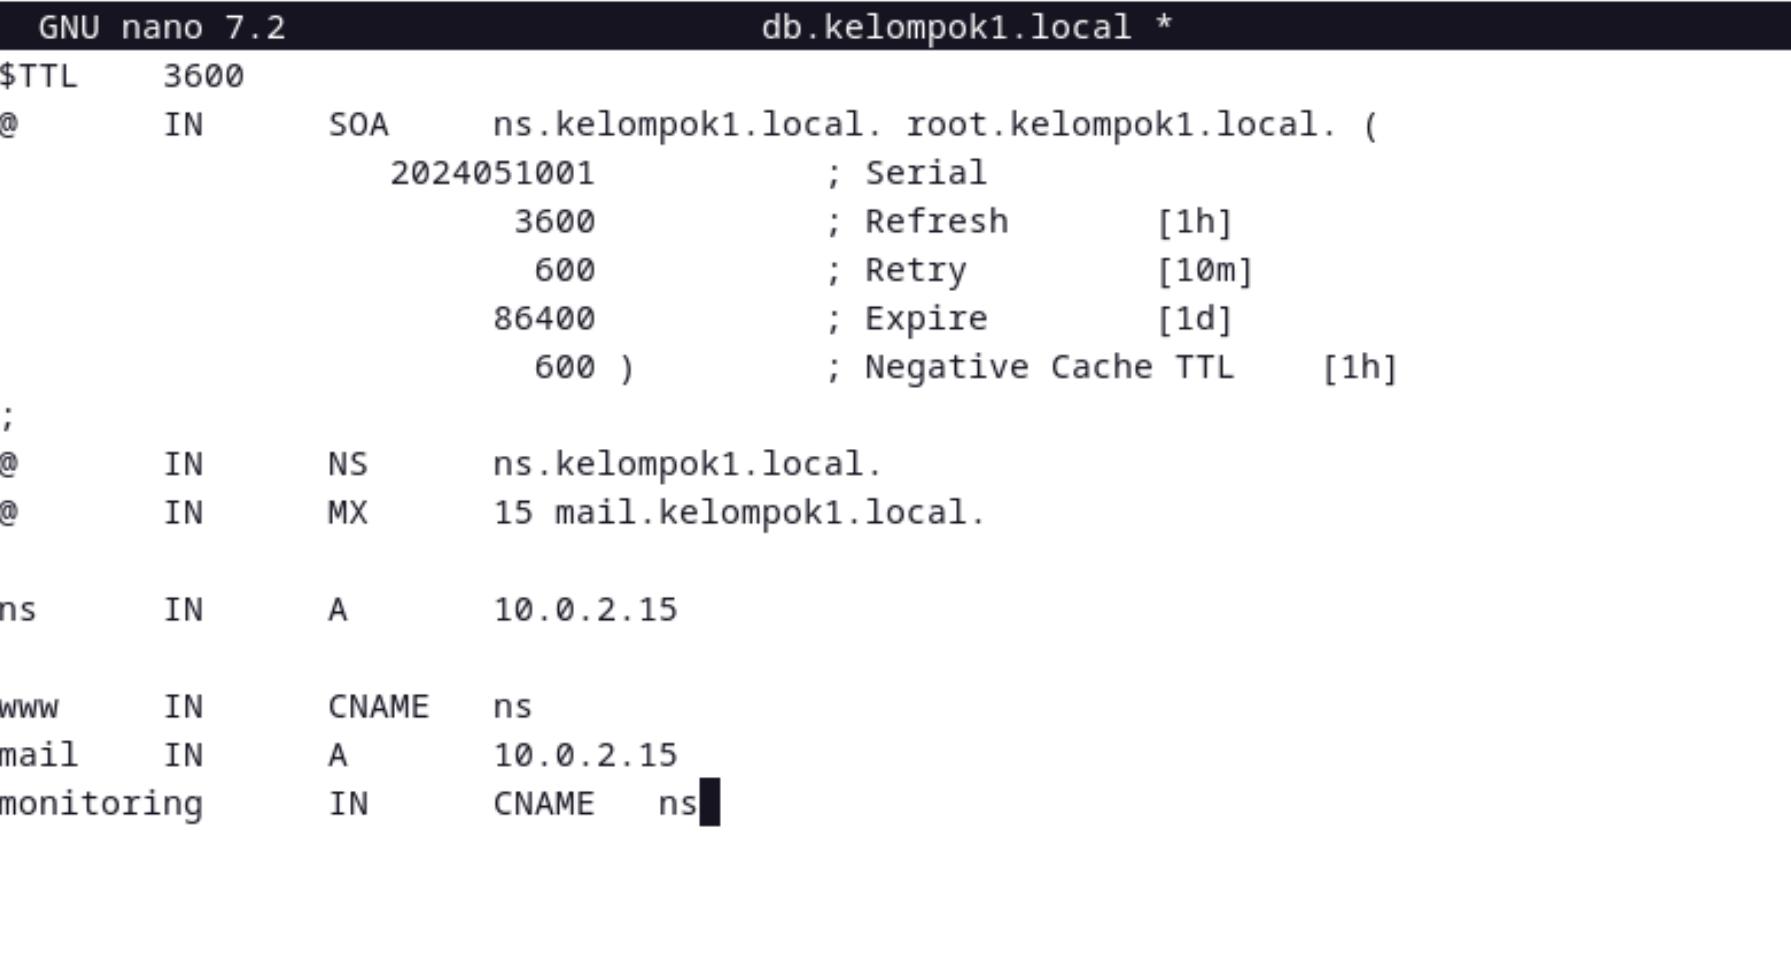 GNU nano 7.2 db.kelompok1.local *
$TTL 3600
@ IN SOA ns.kelompok1.local. root.kelompok1.local. (
2024051001 ; Serial
3600 ; Refresh [1h]
600 ; Retry [10m]
86400 ; Expire [1d]
600 ) ; Negative Cache TTL [1h]
;
@ IN NS ns.kelompok1.local.
@ IN MX 15 mail.kelompok1.local.
ns IN A 10.0.2.15
www IN CNAME ns
mail IN A 10.0.2.15
monitoring IN CNAME ns